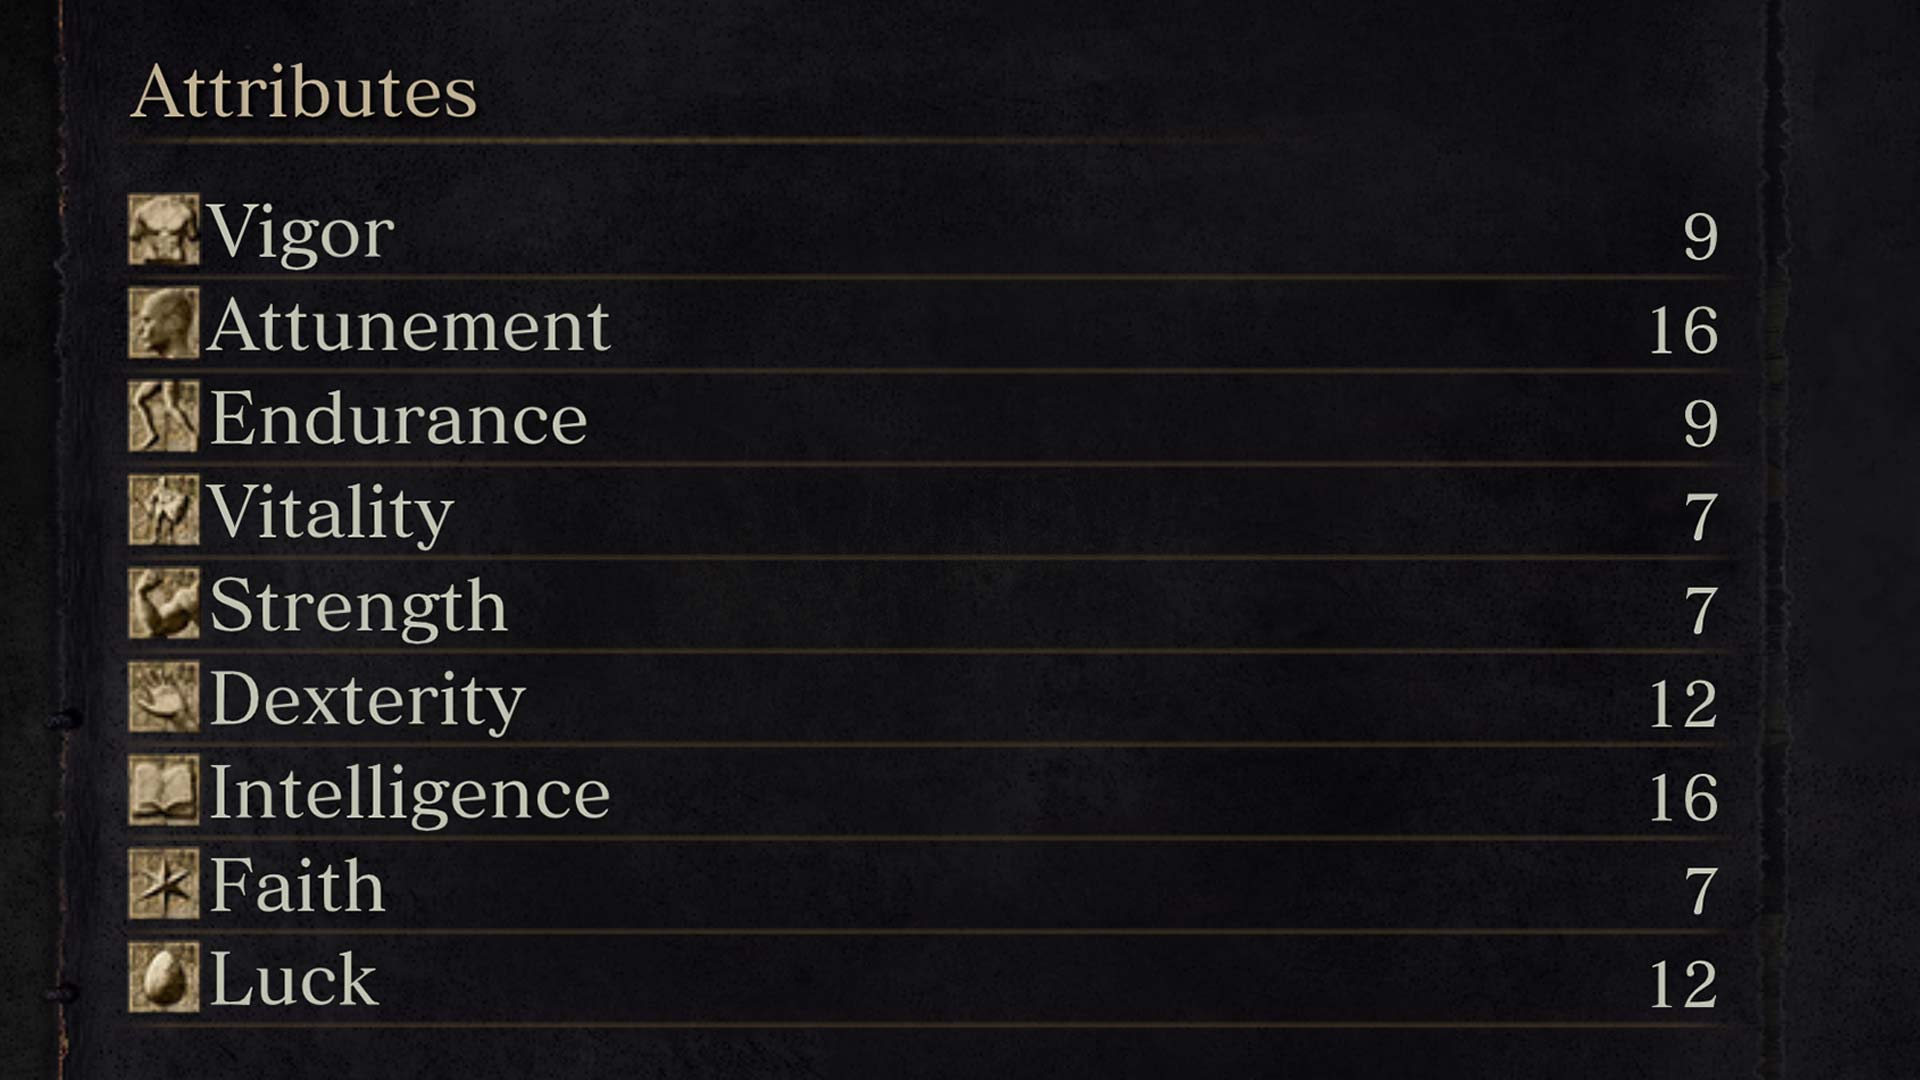 Attributes
Vigor 9
Attunement 16
Endurance 9
Vitality 7
Strength 7
Dexterity 12
Intelligence 16
Faith 7
Luck 12